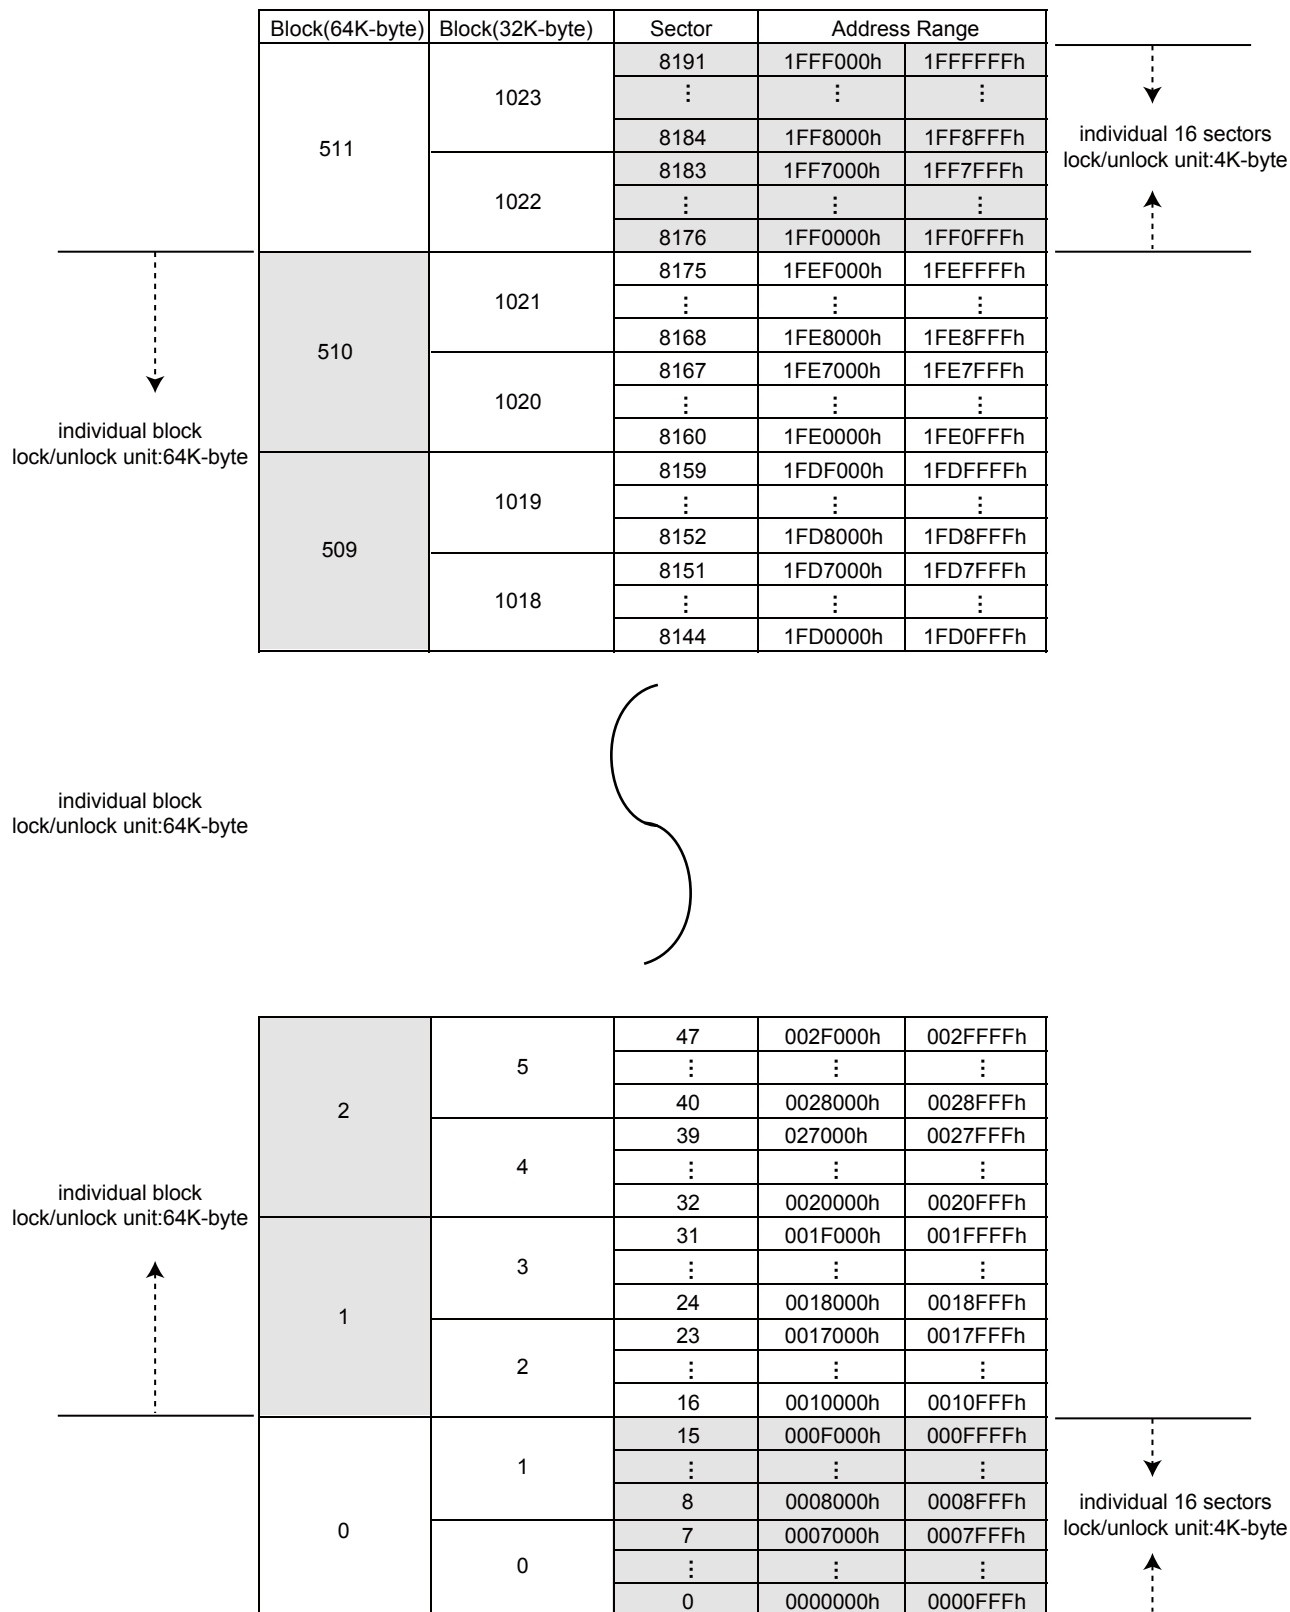 Block(64K-byte) Block(32K-byte) Sector Address Range
8191 1FFF000h 1FFFFFFh
1023
8184 1FF8000h 1FF8FFFh
511
8183 1FF7000h 1FF7FFFh
1022
8176 1FF0000h 1FF0FFFh
individual 16 sectors
lock/unlock unit:4K-byte
8175 1FEF000h 1FEFFFFh
1021
8168 1FE8000h 1FE8FFFh
510
8167 1FE7000h 1FE7FFFh
1020
8160 1FE0000h 1FE0FFFh
individual block
lock/unlock unit:64K-byte
8159 1FDF000h 1FDFFFFh
1019
8152 1FD8000h 1FD8FFFh
509
8151 1FD7000h 1FD7FFFh
1018
8144 1FD0000h 1FD0FFFh
individual block
lock/unlock unit:64K-byte
47 002F000h 002FFFFh
5
40 0028000h 0028FFFh
2
39 027000h 0027FFFh
4
32 0020000h 0020FFFh
individual block
lock/unlock unit:64K-byte
31 001F000h 001FFFFh
3
24 0018000h 0018FFFh
1
23 0017000h 0017FFFh
2
16 0010000h 0010FFFh
15 000F000h 000FFFFh
1
8 0008000h 0008FFFh
0
7 0007000h 0007FFFh
0
0 0000000h 0000FFFh
individual 16 sectors
lock/unlock unit:4K-byte